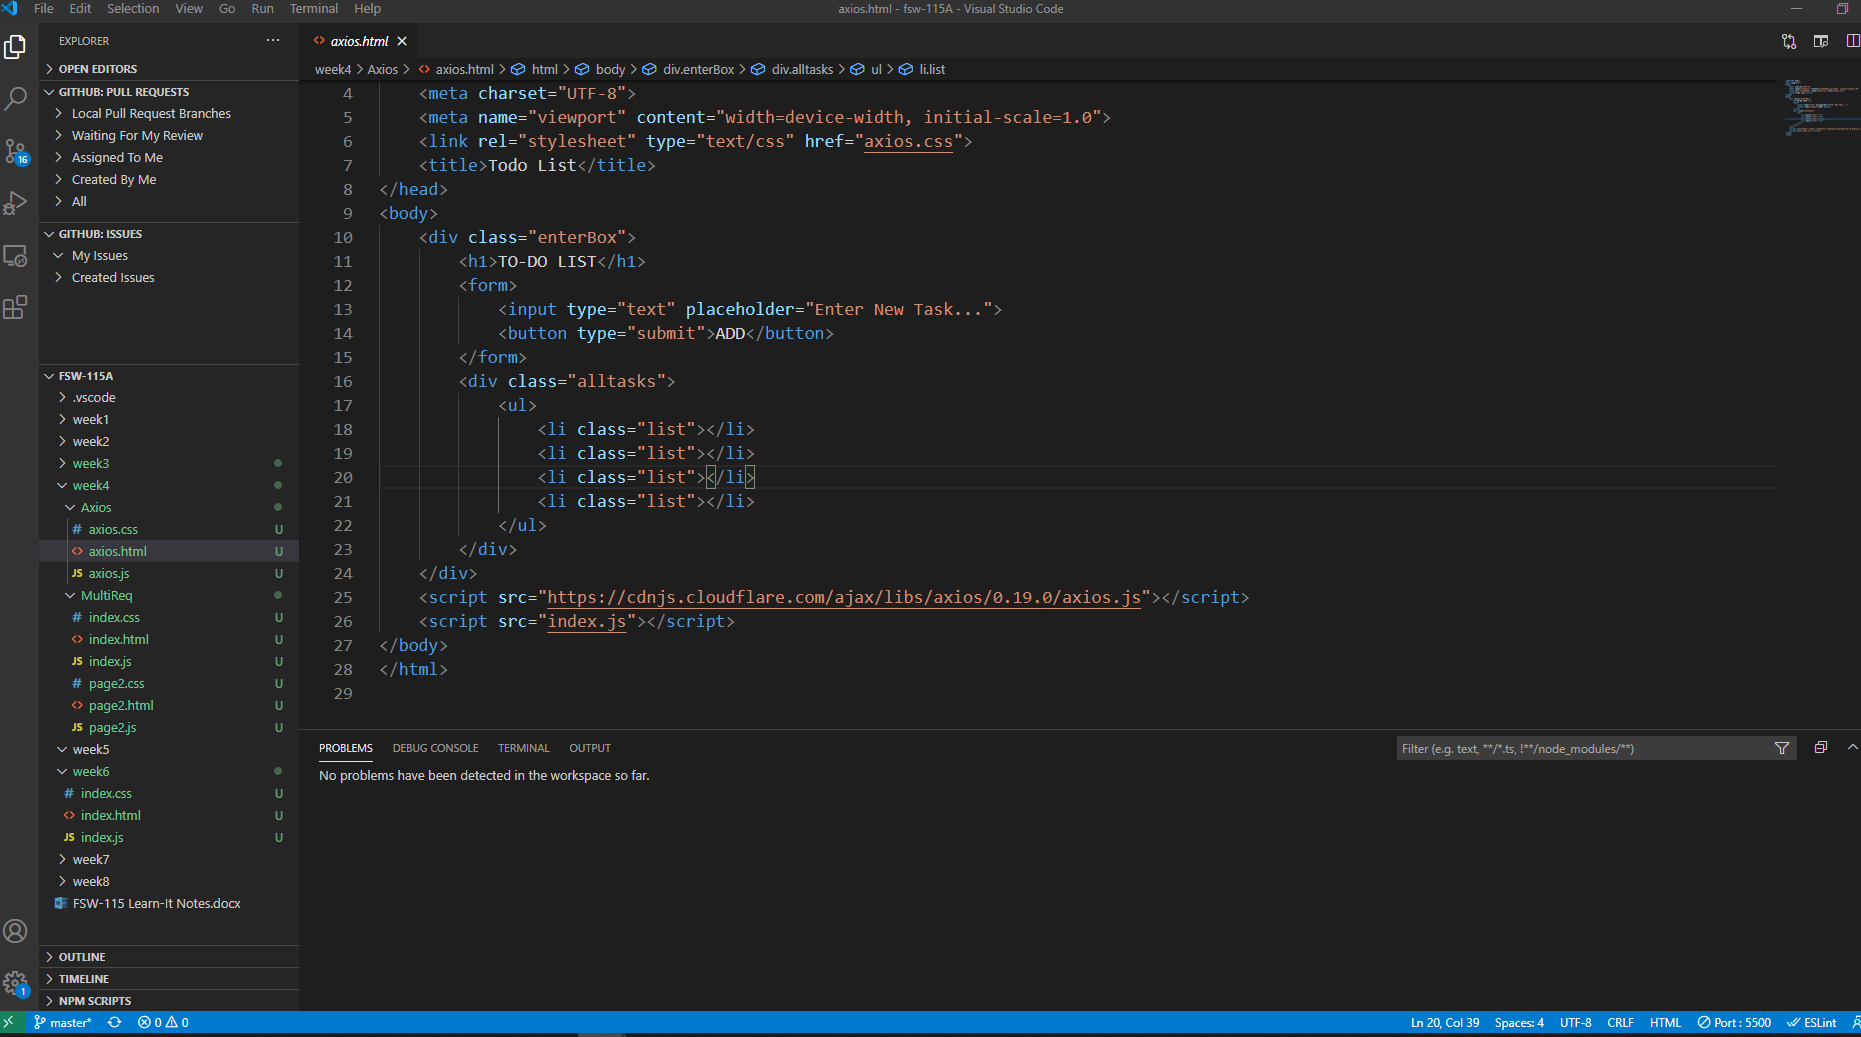 File Edit Selection View Go Run Terminal Help
axios.html - fsw-115A - Visual Studio Code
EXPLORER
OPEN EDITORS
GITHUB: PULL REQUESTS
Local Pull Request Branches
Waiting For My Review
Assigned To Me
Created By Me
All
GITHUB: ISSUES
My Issues
Created Issues
FSW-115A
.vscode
week1
week2
week3
week4
Axios
# axios.css U
<> axios.html U
JS axios.js U
MultiReq
# index.css U
<> index.html U
JS index.js U
# page2.css U
<> page2.html U
JS page2.js U
week5
week6
# index.css U
<> index.html U
JS index.js U
week7
week8
FSW-115 Learn-It Notes.docx
OUTLINE
TIMELINE
NPM SCRIPTS
16
1
<> axios.html
week4 > Axios > <> axios.html > html > body > div.enterBox > div.alltasks > ul > li.list
4 <meta charset="UTF-8">
5 <meta name="viewport" content="width=device-width, initial-scale=1.0">
6 <link rel="stylesheet" type="text/css" href="axios.css">
7 <title>Todo List</title>
8 </head>
9 <body>
10 <div class="enterBox">
11 <h1>TO-DO LIST</h1>
12 <form>
13 <input type="text" placeholder="Enter New Task...">
14 <button type="submit">ADD</button>
15 </form>
16 <div class="alltasks">
17 <ul>
18 <li class="list"></li>
19 <li class="list"></li>
20 <li class="list"></li>
21 <li class="list"></li>
22 </ul>
23 </div>
24 </div>
25 <script src="https://cdnjs.cloudflare.com/ajax/libs/axios/0.19.0/axios.js"></script>
26 <script src="index.js"></script>
27 </body>
28 </html>
29
PROBLEMS DEBUG CONSOLE TERMINAL OUTPUT
Filter (e.g. text, **/*.ts, !**/node_modules/**)
No problems have been detected in the workspace so far.
master* 0 0
Ln 20, Col 39 Spaces: 4 UTF-8 CRLF HTML Port : 5500 ESLint